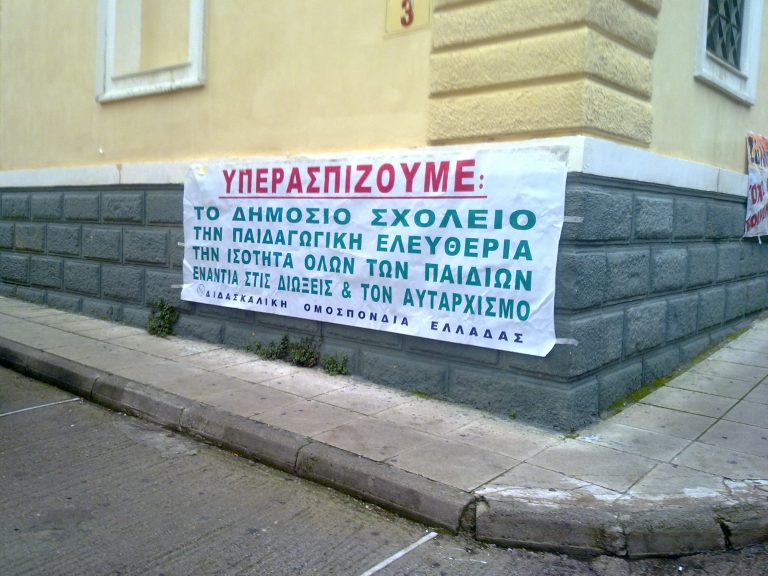 3
ΥΠΕΡΑΣΠΙΖΟΥΜΕ:
ΤΟ ΔΗΜΟΣΙΟ ΣΧΟΛΕΙΟ
ΤΗΝ ΠΑΙΔΑΓΩΓΙΚΗ ΕΛΕΥΘΕΡΙΑ
ΤΗΝ ΙΣΟΤΗΤΑ ΟΛΩΝ ΤΩΝ ΠΑΙΔΙΩΝ
ΕΝΑΝΤΙΑ ΣΤΙΣ ΔΙΩΞΕΙΣ & ΤΟΝ ΑΥΤΑΡΧΙΣΜΟ
ΔΙΔΑΣΚΑΛΙΚΗ ΟΜΟΣΠΟΝΔΙΑ ΕΛΛΑΔΑΣ